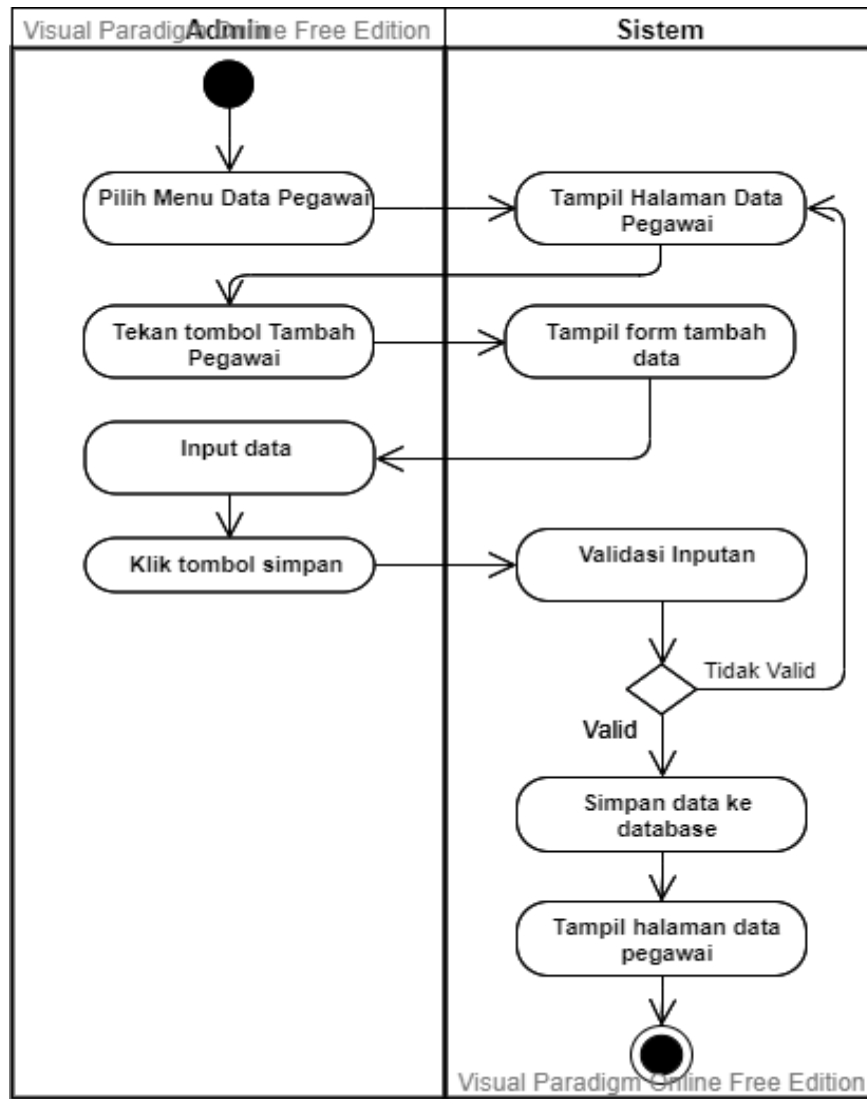 Visual Paradigm Online Free Edition
Admin
Sistem
Pilih Menu Data Pegawai
Tampil Halaman Data
Pegawai
Tekan tombol Tambah
Pegawai
Tampil form tambah
data
Input data
Klik tombol simpan
Validasi Inputan
Tidak Valid
Valid
Simpan data ke
database
Tampil halaman data
pegawai
Visual Paradigm Online Free Edition